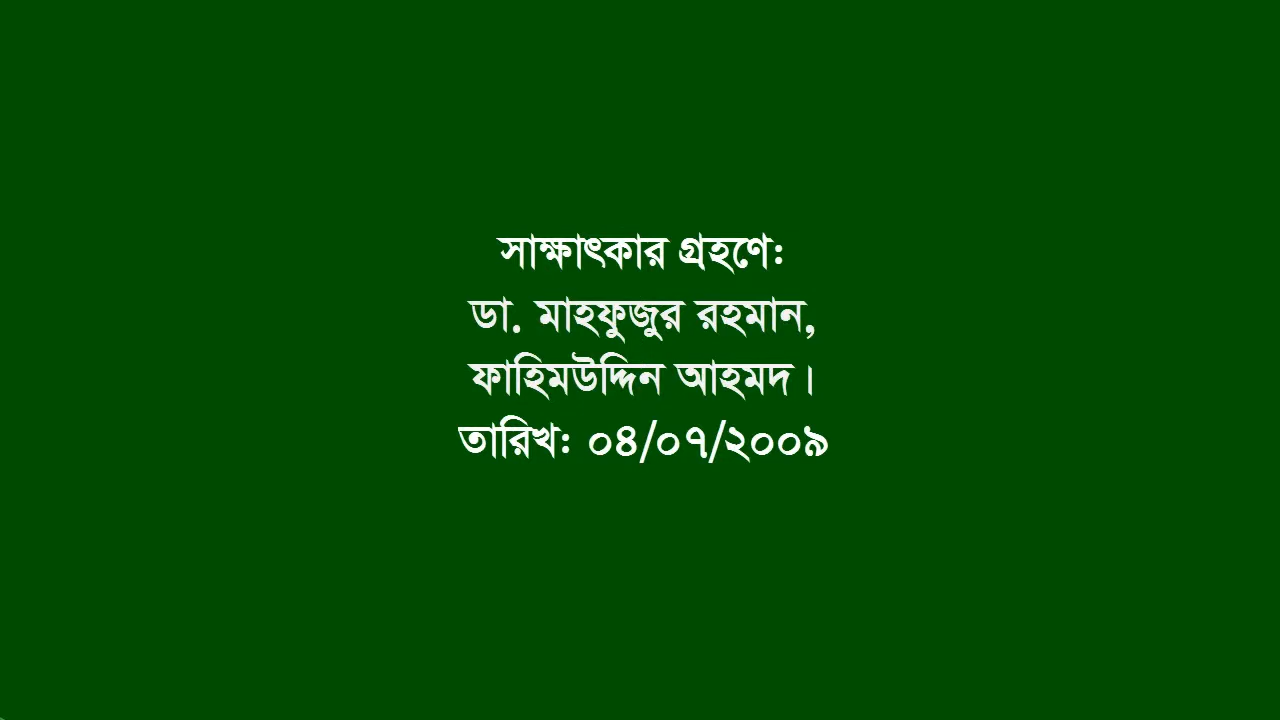 সাক্ষাৎকার গ্রহণে:
ডা. মাহফুজুর রহমান,
ফাহিমউদ্দিন আহমদ।
তারিখ: ০৪/০৭/২০০৯